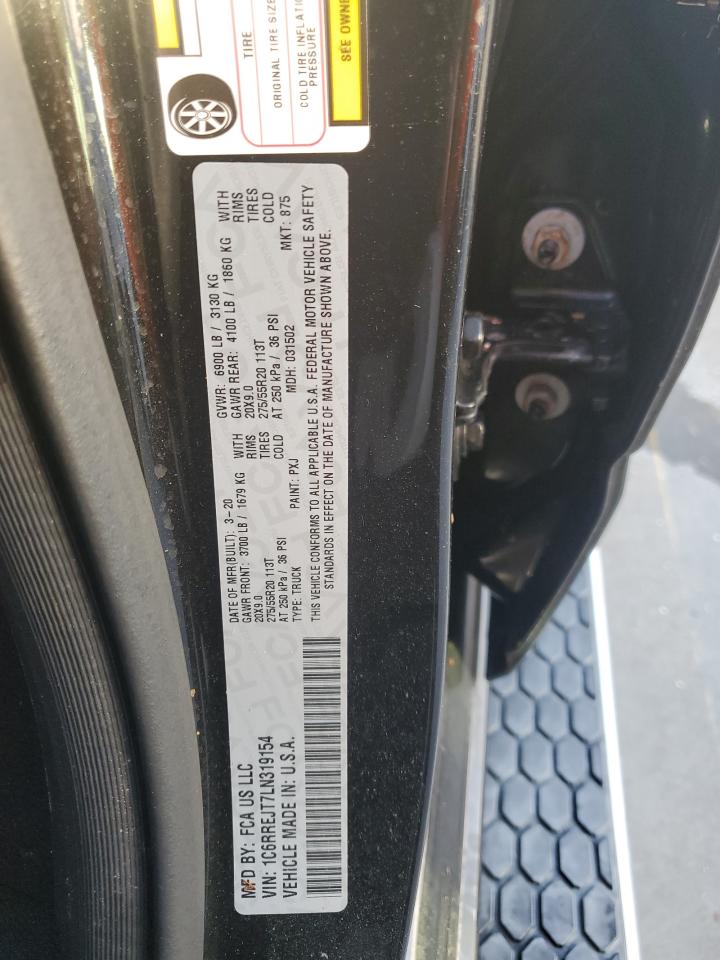 TIRE
ORIGINAL TIRE SIZE
COLD TIRE INFLATI
PRESSURE
SEE OWNE
MFD BY: FCA US LLC
VIN: 1C6RREJT7LN319154
VEHICLE MADE IN: U.S.A.
DATE OF MFR(BUILT): 3-20
GAWR FRONT: 3700 LB / 1679 KG WITH
20X9.0 RIMS
275/55R20 113T TIRES
AT 250 kPa / 36 PSI COLD
TYPE: TRUCK PAINT: PXJ
GVWR: 6900 LB / 3130 KG
GAWR REAR: 4100 LB / 1860 KG WITH
20X9.0 RIMS
275/55R20 113T TIRES
AT 250 kPa / 36 PSI COLD
MDH: 031502 MKT: 875
THIS VEHICLE CONFORMS TO ALL APPLICABLE U.S.A. FEDERAL MOTOR VEHICLE SAFETY
STANDARDS IN EFFECT ON THE DATE OF MANUFACTURE SHOWN ABOVE.